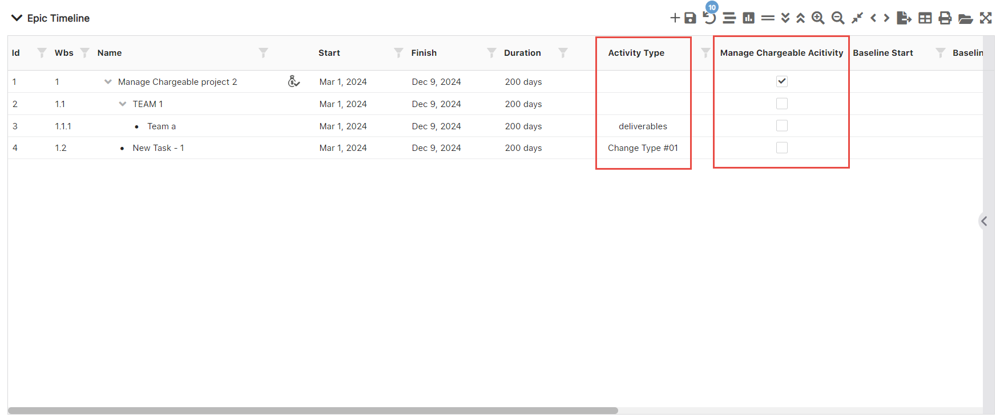 Epic Timeline
10
Id Wbs Name Start Finish Duration Activity Type Manage Chargeable Acitivity Baseline Start Baselin
1 1 Manage Chargeable project 2 Mar 1, 2024 Dec 9, 2024 200 days
2 1.1 TEAM 1 Mar 1, 2024 Dec 9, 2024 200 days
3 1.1.1 Team a Mar 1, 2024 Dec 9, 2024 200 days deliverables
4 1.2 New Task - 1 Mar 1, 2024 Dec 9, 2024 200 days Change Type #01